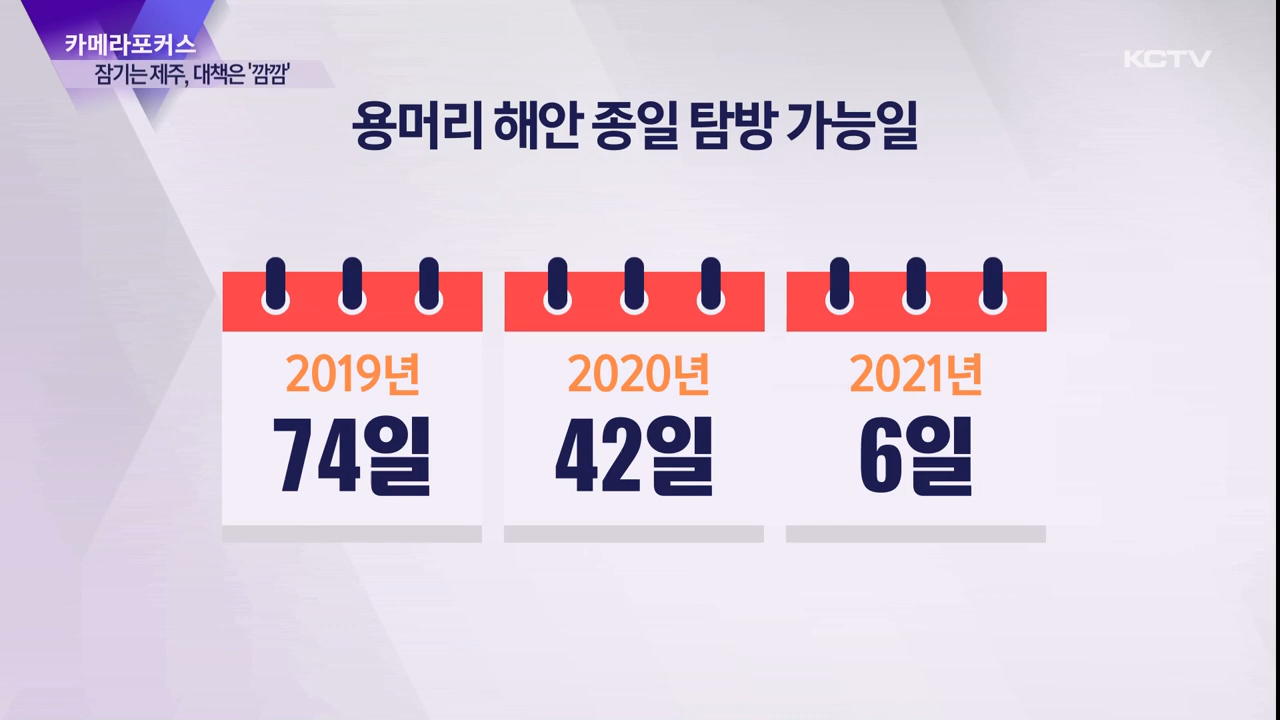 카메라포커스
잠기는 제주, 대책은 '깜깜'
KCTV
용머리 해안 종일 탐방 가능일
2019년
74일
2020년
42일
2021년
6일